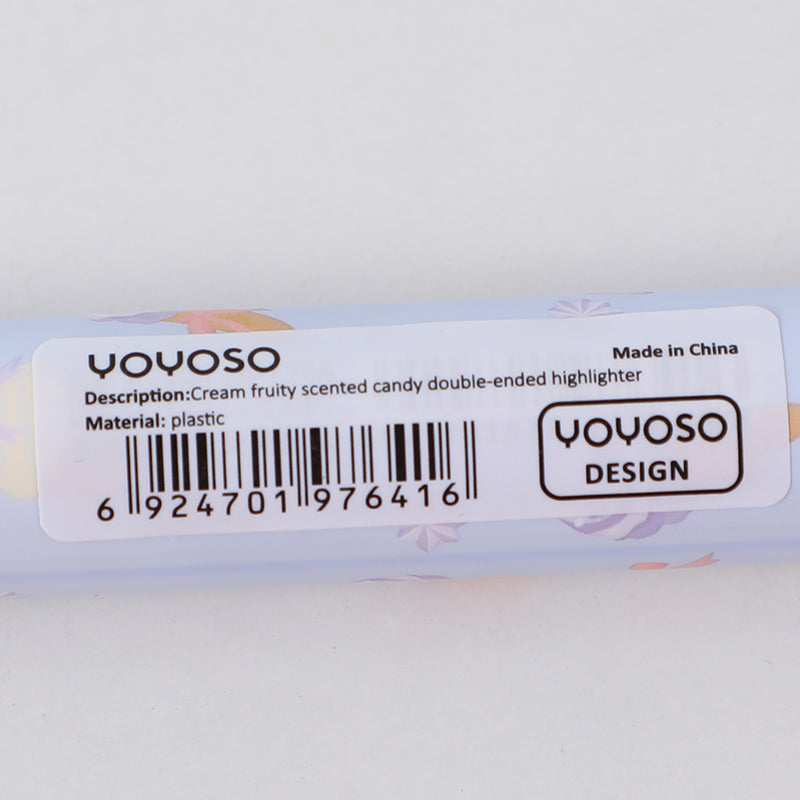 YOYOSO
Made in China
Description:Cream fruity scented candy double-ended highlighter
Material: plastic
6 924701 976416
YOYOSO
DESIGN